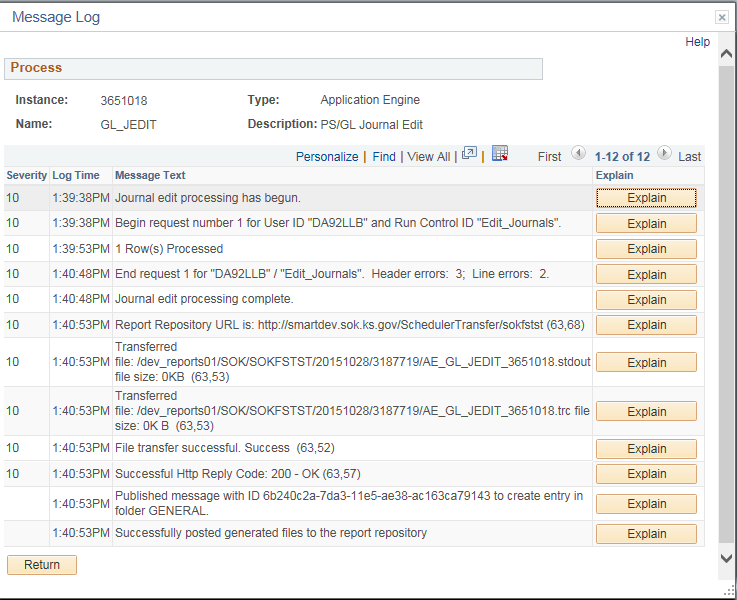 Message Log
Help
Process
Instance: 3651018 Type: Application Engine
Name: GL_JEDIT Description: PS/GL Journal Edit
Personalize | Find | View All | | First 1-12 of 12 Last
Severity Log Time Message Text Explain
10 1:39:38PM Journal edit processing has begun. Explain
10 1:39:38PM Begin request number 1 for User ID "DA92LLB" and Run Control ID "Edit_Journals". Explain
10 1:39:53PM 1 Row(s) Processed Explain
10 1:40:48PM End request 1 for "DA92LLB" / "Edit_Journals". Header errors: 3; Line errors: 2. Explain
10 1:40:48PM Journal edit processing complete. Explain
10 1:40:53PM Report Repository URL is: http://smartdev.sok.ks.gov/SchedulerTransfer/sokfstst (63,68) Explain
Transferred
10 1:40:53PM file: /dev_reports01/SOK/SOKFSTST/20151028/3187719/AE_GL_JEDIT_3651018.stdout Explain
file size: 0KB (63,53)
Transferred
10 1:40:53PM file: /dev_reports01/SOK/SOKFSTST/20151028/3187719/AE_GL_JEDIT_3651018.trc file Explain
size: 0K B (63,53)
10 1:40:53PM File transfer successful. Success (63,52) Explain
10 1:40:53PM Successful Http Reply Code: 200 - OK (63,57) Explain
1:40:53PM Published message with ID 6b240c2a-7da3-11e5-ae38-ac163ca79143 to create entry in Explain
folder GENERAL.
1:40:53PM Successfully posted generated files to the report repository Explain
Return